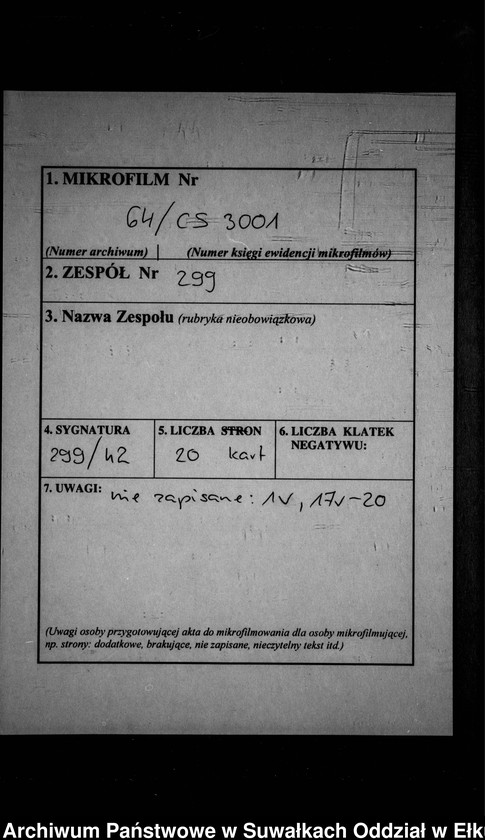 1. MIKROFILM Nr
64/CS 3001
(Numer archiwum) | (Numer księgi ewidencji mikrofilmów)
2. ZESPÓŁ Nr 299
3. Nazwa Zespołu (rubryka nieobowiązkowa)
4. SYGNATURA
299/42
5. LICZBA STRON
20 kart
6. LICZBA KLATEK
NEGATYWU:
7. UWAGI: nie zapisane: 1v, 17v-20
(Uwagi osoby przygotowującej akta do mikrofilmowania dla osoby mikrofilmującej,
np. strony: dodatkowe, brakujące, nie zapisane, nieczytelny tekst itd.)
Archiwum Państwowe w Suwałkach Oddział w Ełk